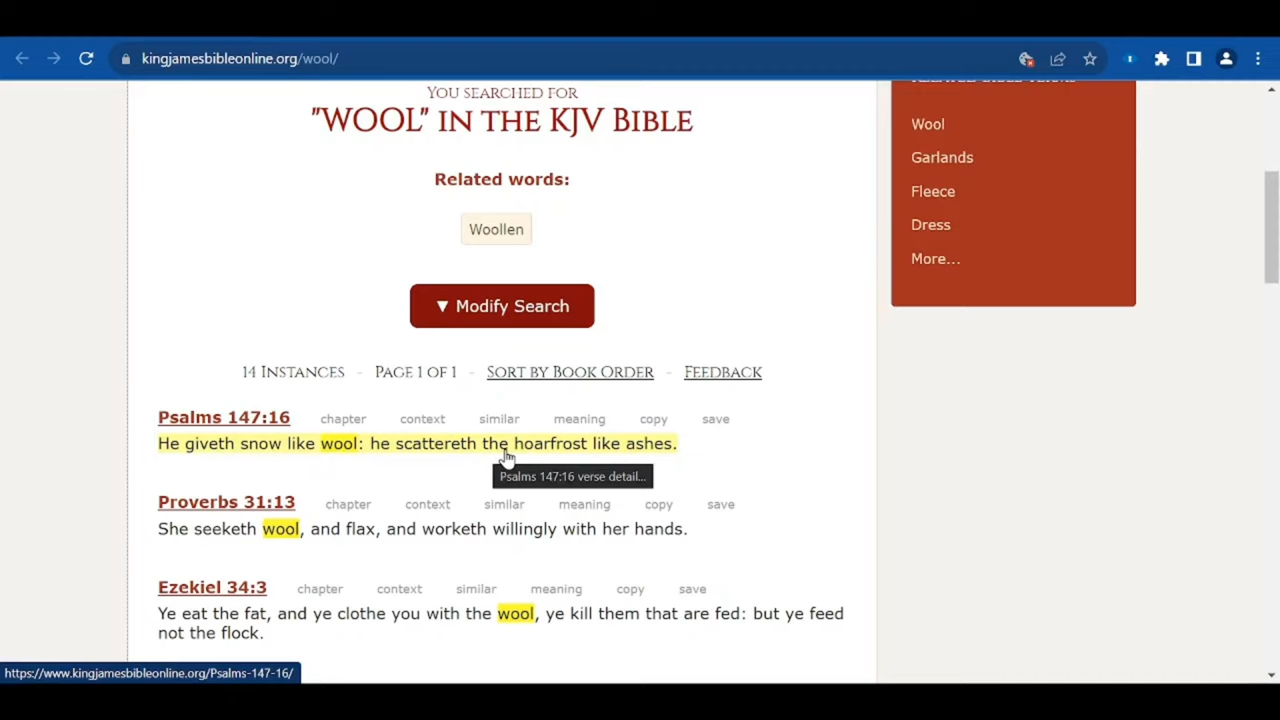 kingjamesbibleonline.org/wool/
YOU SEARCHED FOR
"WOOL" IN THE KJV BIBLE
Related words:
Woollen
▼ Modify Search
14 INSTANCES - PAGE 1 OF 1 - SORT BY BOOK ORDER - FEEDBACK
Psalms 147:16 chapter context similar meaning copy save
He giveth snow like wool: he scattereth the hoarfrost like ashes.
Psalms 147:16 verse detail...
Proverbs 31:13 chapter context similar meaning copy save
She seeketh wool, and flax, and worketh willingly with her hands.
Ezekiel 34:3 chapter context similar meaning copy save
Ye eat the fat, and ye clothe you with the wool, ye kill them that are fed: but ye feed
not the flock.
Wool
Garlands
Fleece
Dress
More...
https://www.kingjamesbibleonline.org/Psalms-147-16/